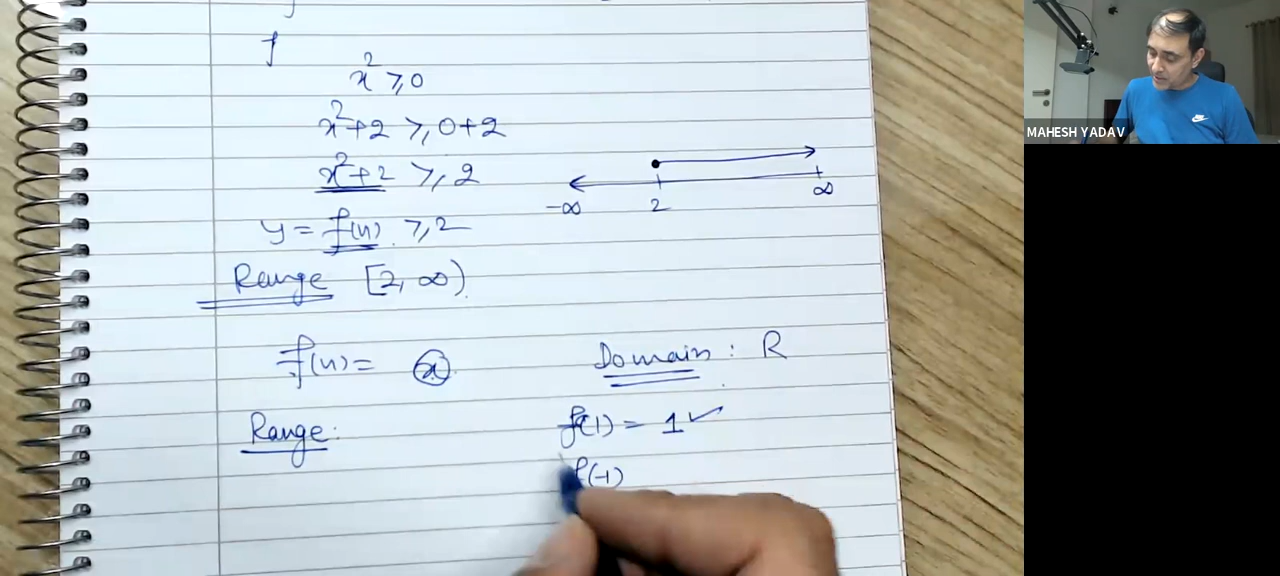 x² ≥ 0
x²+2 ≥ 0+2
x²+2 ≥ 2
-∞ 2 ∞
y = f(x) ≥ 2
Range [2, ∞)
f(x) = x Domain : R
Range: f(1) = 1 ✓
f(-1)
MAHESH YADAV